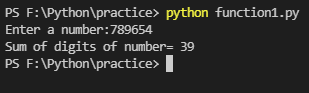 PS F:\Python\practice> python function1.py
Enter a number:789654
Sum of digits of number= 39
PS F:\Python\practice>